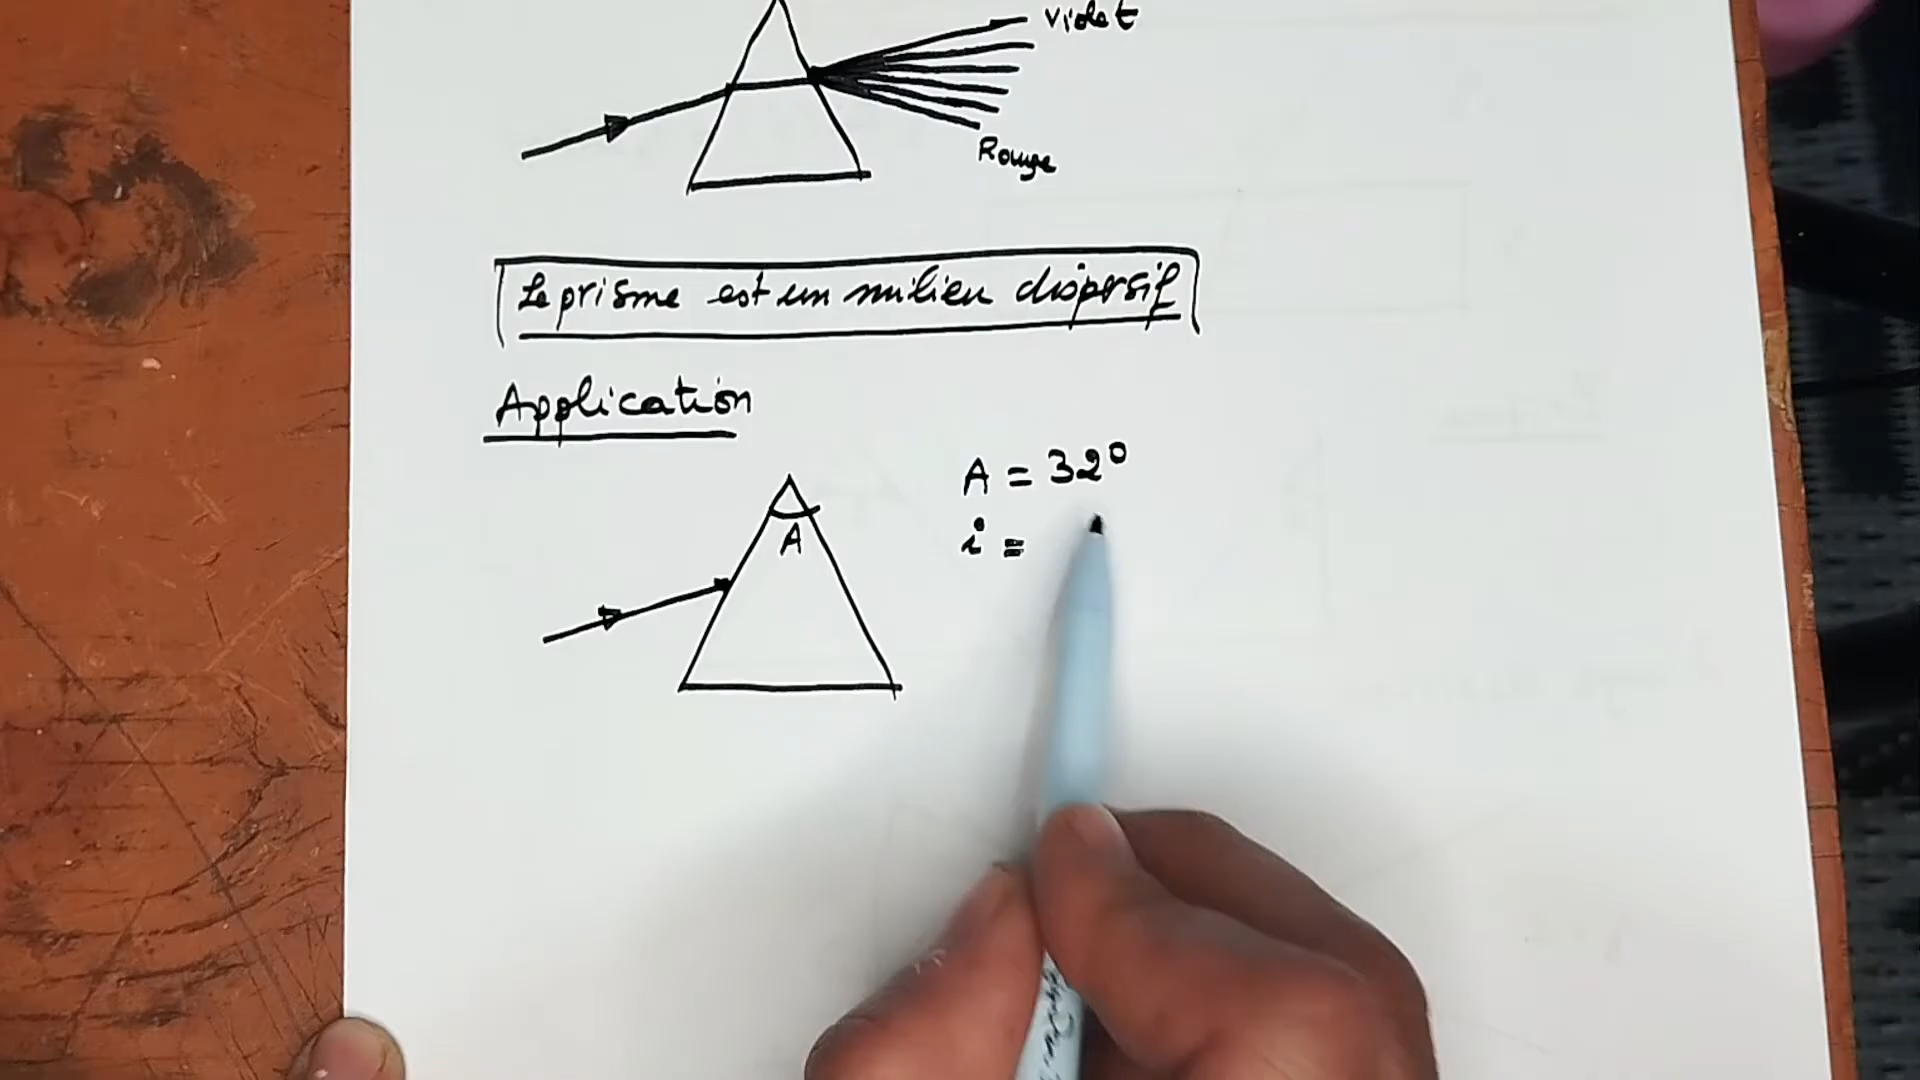 Violet
Rouge
Le prisme est un milieu dispersif
Application
A = 32°
A
i =